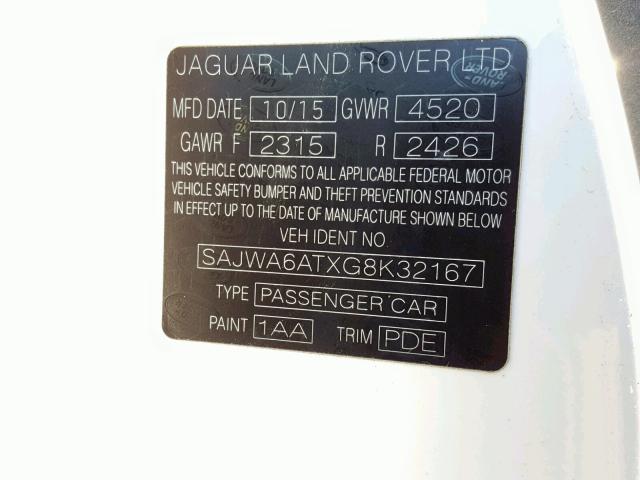 JAGUAR LAND ROVER LTD
MFD DATE 10/15 GVWR 4520
GAWR F 2315 R 2426
THIS VEHICLE CONFORMS TO ALL APPLICABLE FEDERAL MOTOR
VEHICLE SAFETY BUMPER AND THEFT PREVENTION STANDARDS
IN EFFECT UP TO THE DATE OF MANUFACTURE SHOWN BELOW
VEH IDENT NO
SAJWA6ATXG8K32167
TYPE PASSENGER CAR
PAINT 1AA TRIM PDE